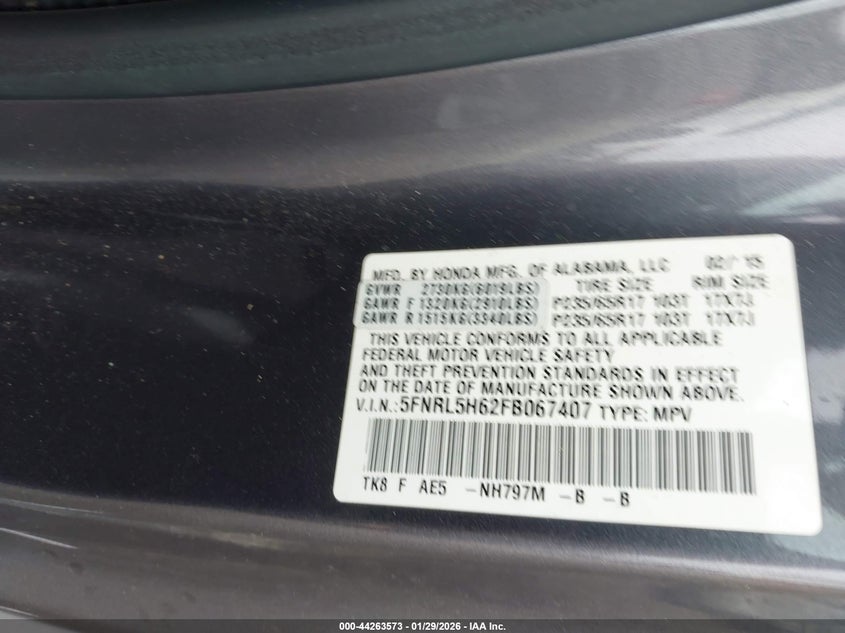 MFD. BY HONDA MFG. OF ALABAMA, LLC 02/'15
GVWR 2730KG(6019LBS) TIRE SIZE RIM SIZE
GAWR F 1320KG(2910LBS) P235/65R17 103T 17X7J
GAWR R 1515KG(3340LBS) P235/65R17 103T 17X7J
THIS VEHICLE CONFORMS TO ALL APPLICABLE
FEDERAL MOTOR VEHICLE SAFETY
AND THEFT PREVENTION STANDARDS IN EFFECT
ON THE DATE OF MANUFACTURE SHOWN ABOVE.
V.I.N.: 5FNRL5H62FB067407 TYPE: MPV
TK8 F AE5 -NH797M -B -B
000-44263573 | 01/29/2026 - IAA Inc.